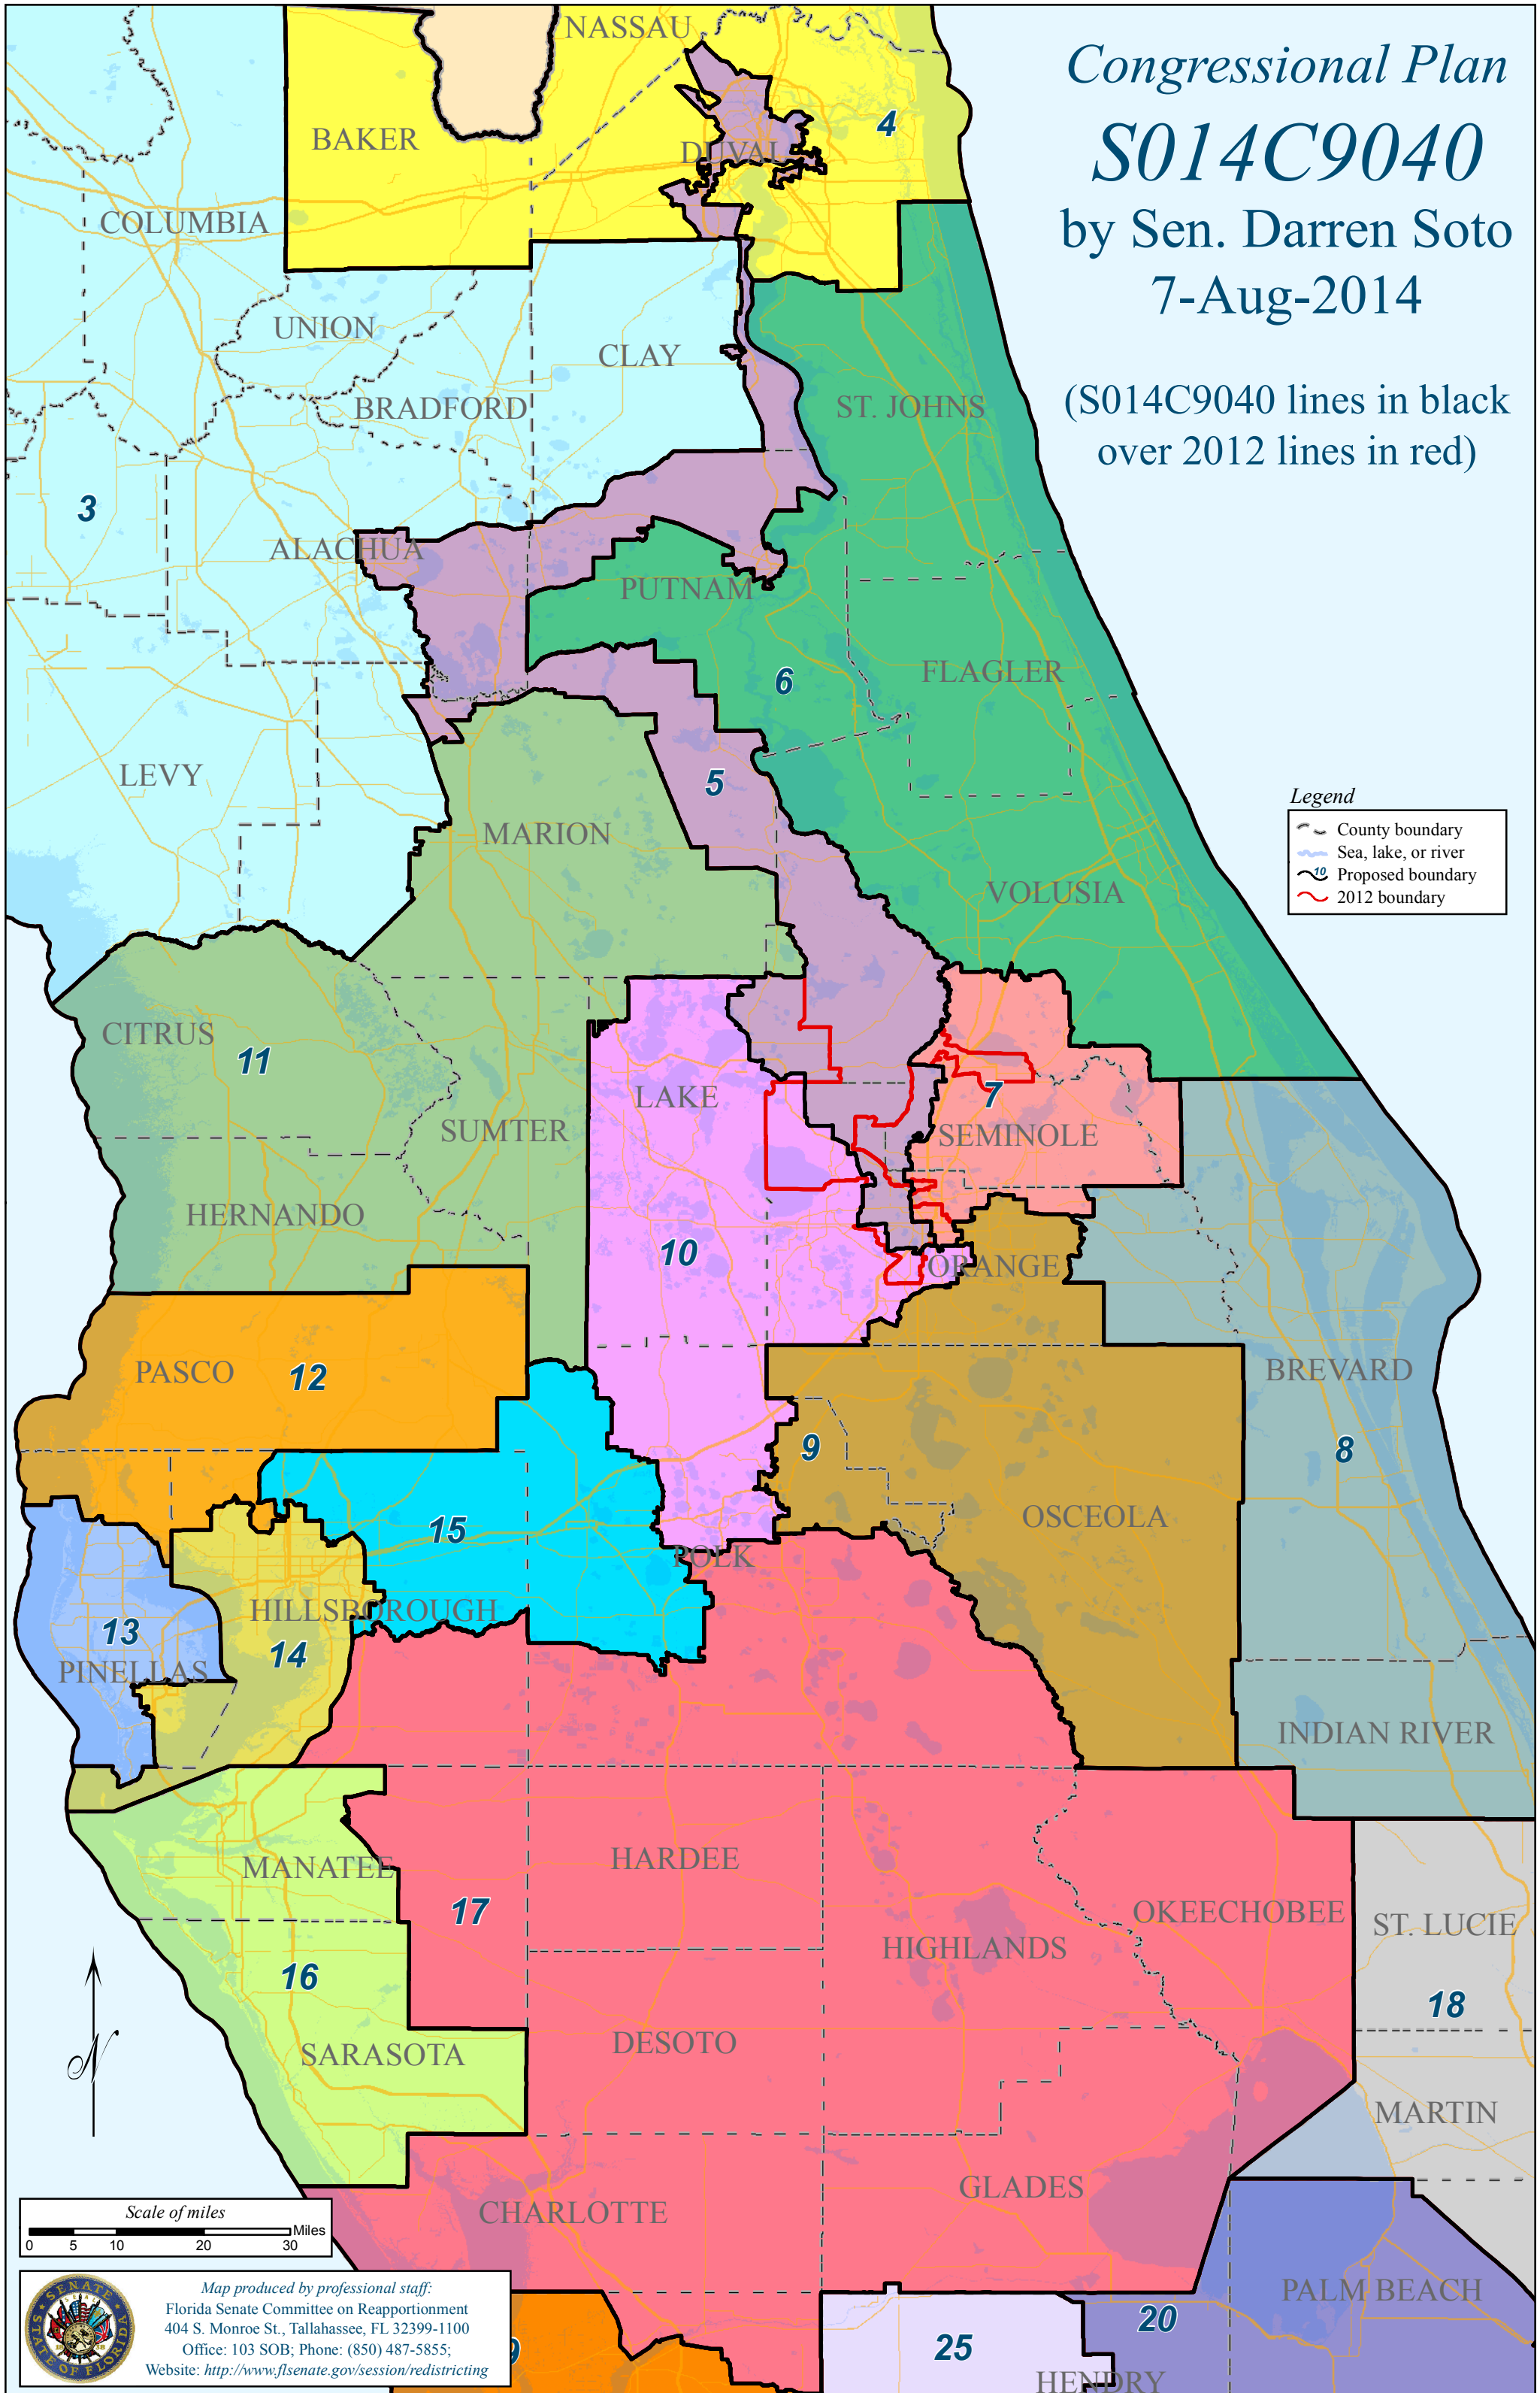 Congressional Plan
S014C9040
by Sen. Darren Soto
7-Aug-2014
(S014C9040 lines in black
over 2012 lines in red)
NASSAU
BAKER
4
DUVAL
COLUMBIA
UNION
CLAY
BRADFORD
ST. JOHNS
3
ALACHUA
PUTNAM
6
FLAGLER
LEVY
5
MARION
VOLUSIA
Legend
County boundary
Sea, lake, or river
10 Proposed boundary
2012 boundary
CITRUS
11
LAKE
7
SUMTER
SEMINOLE
HERNANDO
10
ORANGE
PASCO
12
BREVARD
9
8
15
OSCEOLA
POLK
HILLSBOROUGH
13
14
PINELLAS
INDIAN RIVER
MANATEE
HARDEE
17
OKEECHOBEE
ST. LUCIE
HIGHLANDS
16
18
DESOTO
SARASOTA
MARTIN
N
GLADES
CHARLOTTE
Scale of miles
Miles
0 5 10 20 30
PALM BEACH
20
25
9
HENDRY
SENATE
STATE OF FLORIDA
Map produced by professional staff:
Florida Senate Committee on Reapportionment
404 S. Monroe St., Tallahassee, FL 32399-1100
Office: 103 SOB; Phone: (850) 487-5855;
Website: http://www.flsenate.gov/session/redistricting